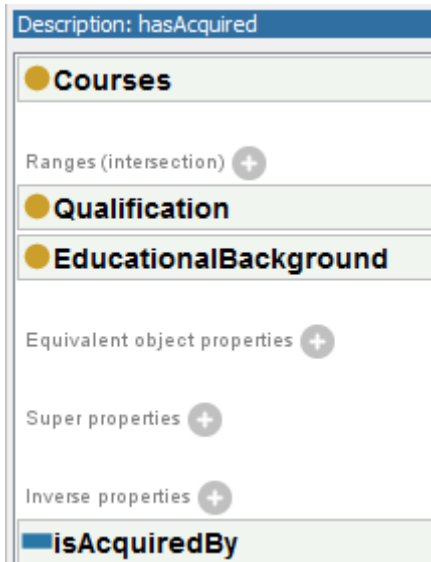 Description: hasAcquired
Courses
Ranges (intersection)
Qualification
EducationalBackground
Equivalent object properties
Super properties
Inverse properties
isAcquiredBy